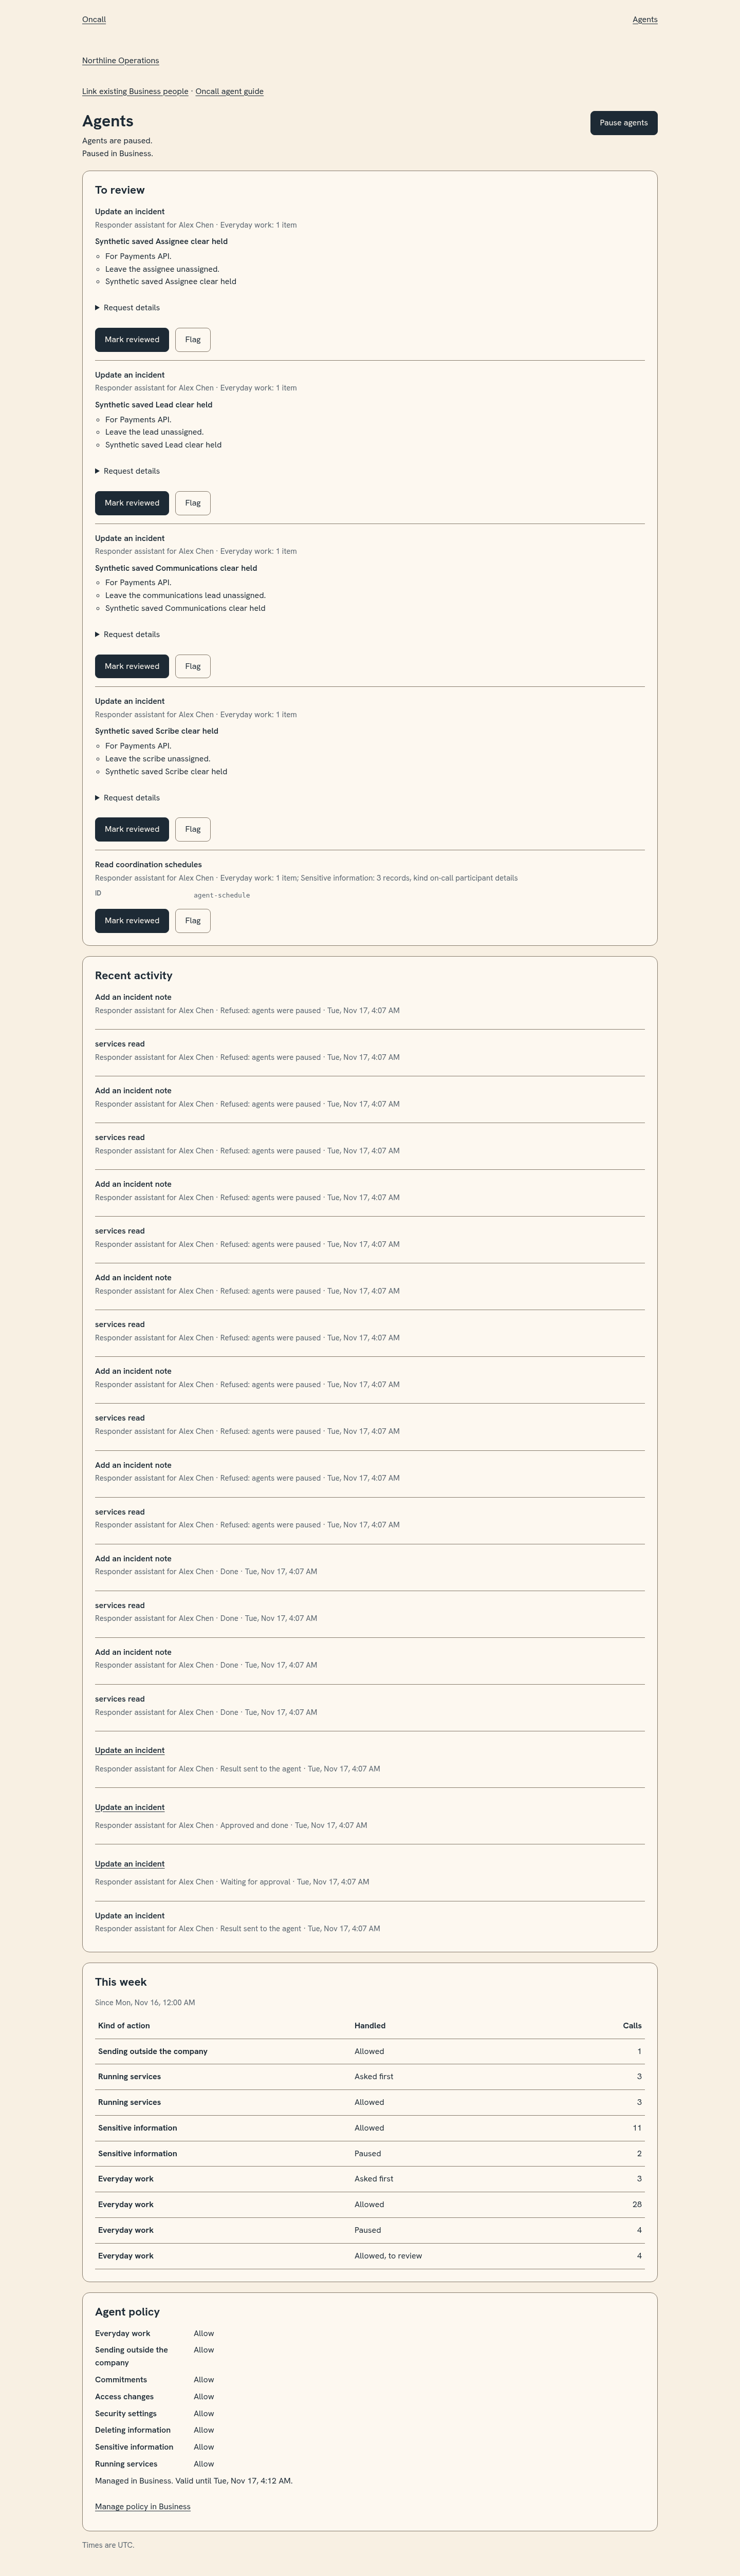 Oncall
Agents
Northline Operations
Link existing Business people · Oncall agent guide
Agents
Pause agents
Agents are paused.
Paused in Business.
To review
Update an incident
Responder assistant for Alex Chen · Everyday work: 1 item
Synthetic saved Assignee clear held
For Payments API.
Leave the assignee unassigned.
Synthetic saved Assignee clear held
Request details
Mark reviewed
Flag
Update an incident
Responder assistant for Alex Chen · Everyday work: 1 item
Synthetic saved Lead clear held
For Payments API.
Leave the lead unassigned.
Synthetic saved Lead clear held
Request details
Mark reviewed
Flag
Update an incident
Responder assistant for Alex Chen · Everyday work: 1 item
Synthetic saved Communications clear held
For Payments API.
Leave the communications lead unassigned.
Synthetic saved Communications clear held
Request details
Mark reviewed
Flag
Update an incident
Responder assistant for Alex Chen · Everyday work: 1 item
Synthetic saved Scribe clear held
For Payments API.
Leave the scribe unassigned.
Synthetic saved Scribe clear held
Request details
Mark reviewed
Flag
Read coordination schedules
Responder assistant for Alex Chen · Everyday work: 1 item; Sensitive information: 3 records, kind on-call participant details
ID agent-schedule
Mark reviewed
Flag
Recent activity
Add an incident note
Responder assistant for Alex Chen · Refused: agents were paused · Tue, Nov 17, 4:07 AM
services read
Responder assistant for Alex Chen · Refused: agents were paused · Tue, Nov 17, 4:07 AM
Add an incident note
Responder assistant for Alex Chen · Refused: agents were paused · Tue, Nov 17, 4:07 AM
services read
Responder assistant for Alex Chen · Refused: agents were paused · Tue, Nov 17, 4:07 AM
Add an incident note
Responder assistant for Alex Chen · Refused: agents were paused · Tue, Nov 17, 4:07 AM
services read
Responder assistant for Alex Chen · Refused: agents were paused · Tue, Nov 17, 4:07 AM
Add an incident note
Responder assistant for Alex Chen · Refused: agents were paused · Tue, Nov 17, 4:07 AM
services read
Responder assistant for Alex Chen · Refused: agents were paused · Tue, Nov 17, 4:07 AM
Add an incident note
Responder assistant for Alex Chen · Refused: agents were paused · Tue, Nov 17, 4:07 AM
services read
Responder assistant for Alex Chen · Refused: agents were paused · Tue, Nov 17, 4:07 AM
Add an incident note
Responder assistant for Alex Chen · Refused: agents were paused · Tue, Nov 17, 4:07 AM
services read
Responder assistant for Alex Chen · Refused: agents were paused · Tue, Nov 17, 4:07 AM
Add an incident note
Responder assistant for Alex Chen · Done · Tue, Nov 17, 4:07 AM
services read
Responder assistant for Alex Chen · Done · Tue, Nov 17, 4:07 AM
Add an incident note
Responder assistant for Alex Chen · Done · Tue, Nov 17, 4:07 AM
services read
Responder assistant for Alex Chen · Done · Tue, Nov 17, 4:07 AM
Update an incident
Responder assistant for Alex Chen · Result sent to the agent · Tue, Nov 17, 4:07 AM
Update an incident
Responder assistant for Alex Chen · Approved and done · Tue, Nov 17, 4:07 AM
Update an incident
Responder assistant for Alex Chen · Waiting for approval · Tue, Nov 17, 4:07 AM
Update an incident
Responder assistant for Alex Chen · Result sent to the agent · Tue, Nov 17, 4:07 AM
This week
Since Mon, Nov 16, 12:00 AM
Kind of action Handled Calls
Sending outside the company Allowed 1
Running services Asked first 3
Running services Allowed 3
Sensitive information Allowed 11
Sensitive information Paused 2
Everyday work Asked first 3
Everyday work Allowed 28
Everyday work Paused 4
Everyday work Allowed, to review 4
Agent policy
Everyday work Allow
Sending outside the Allow
company
Commitments Allow
Access changes Allow
Security settings Allow
Deleting information Allow
Sensitive information Allow
Running services Allow
Managed in Business. Valid until Tue, Nov 17, 4:12 AM.
Manage policy in Business
Times are UTC.